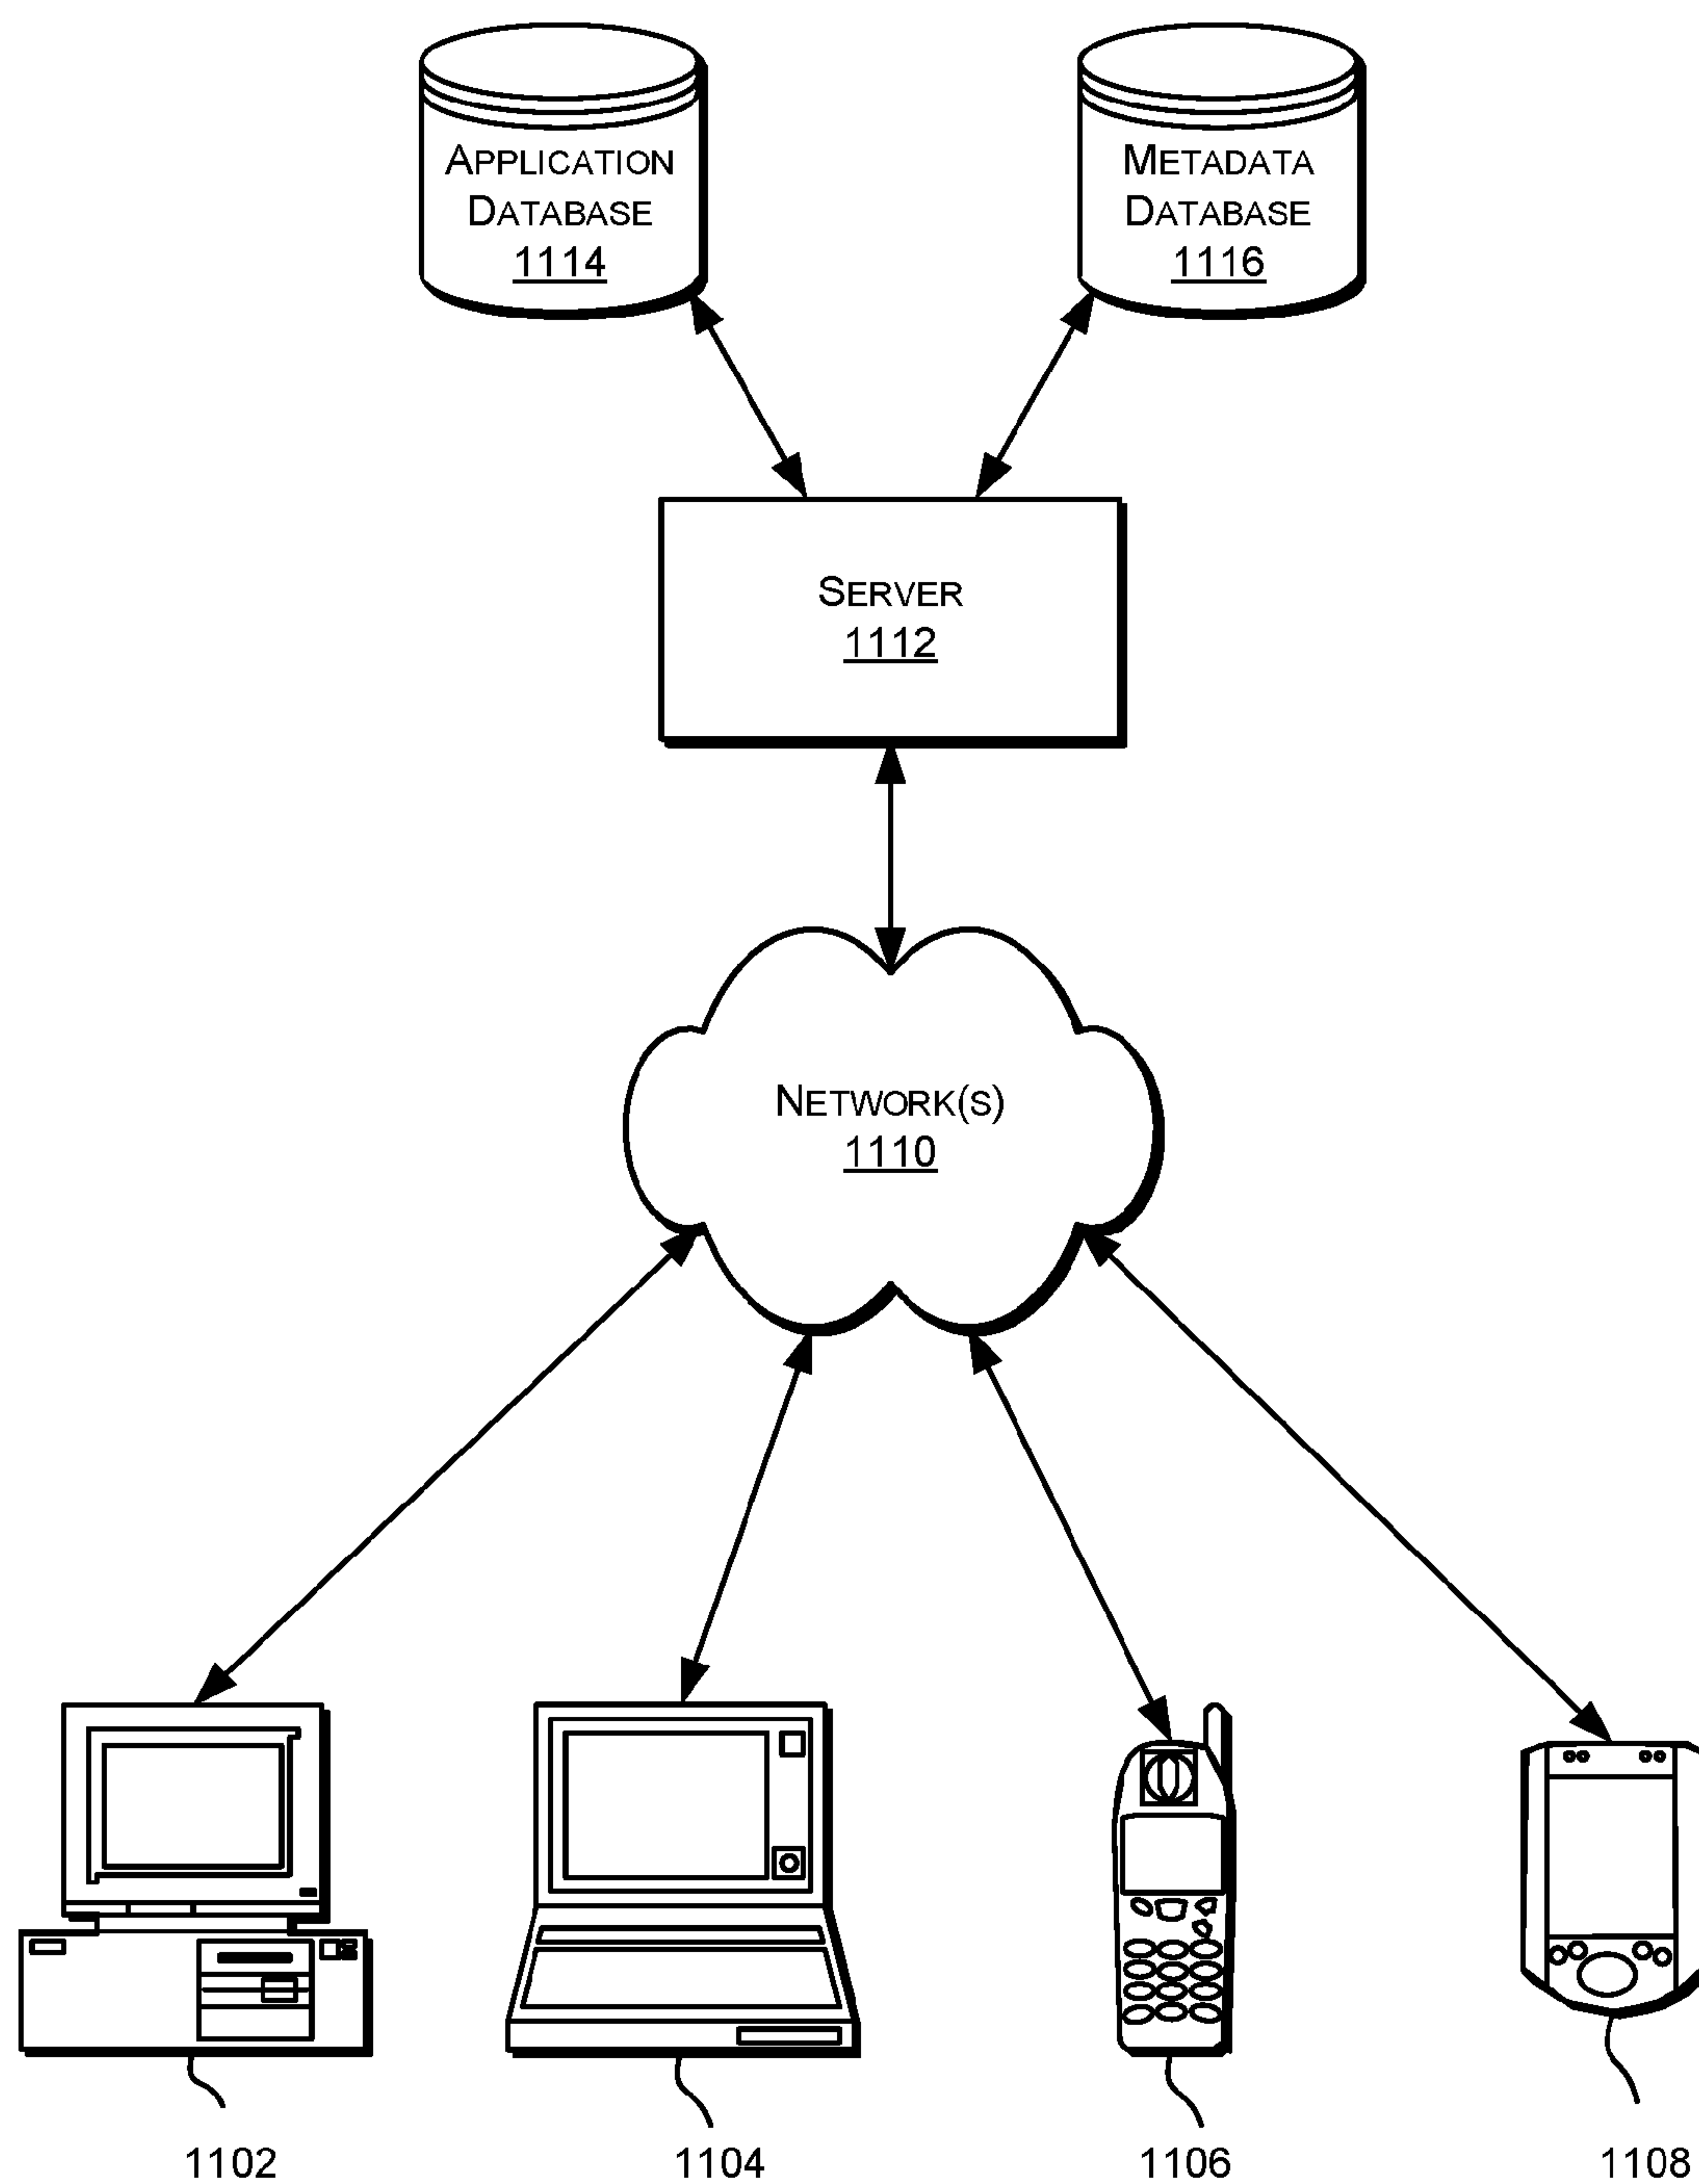 APPLICATION
DATABASE
1114
METADATA
DATABASE
1116
SERVER
1112
NETWORK(S)
1110
1102
1104
1106
1108